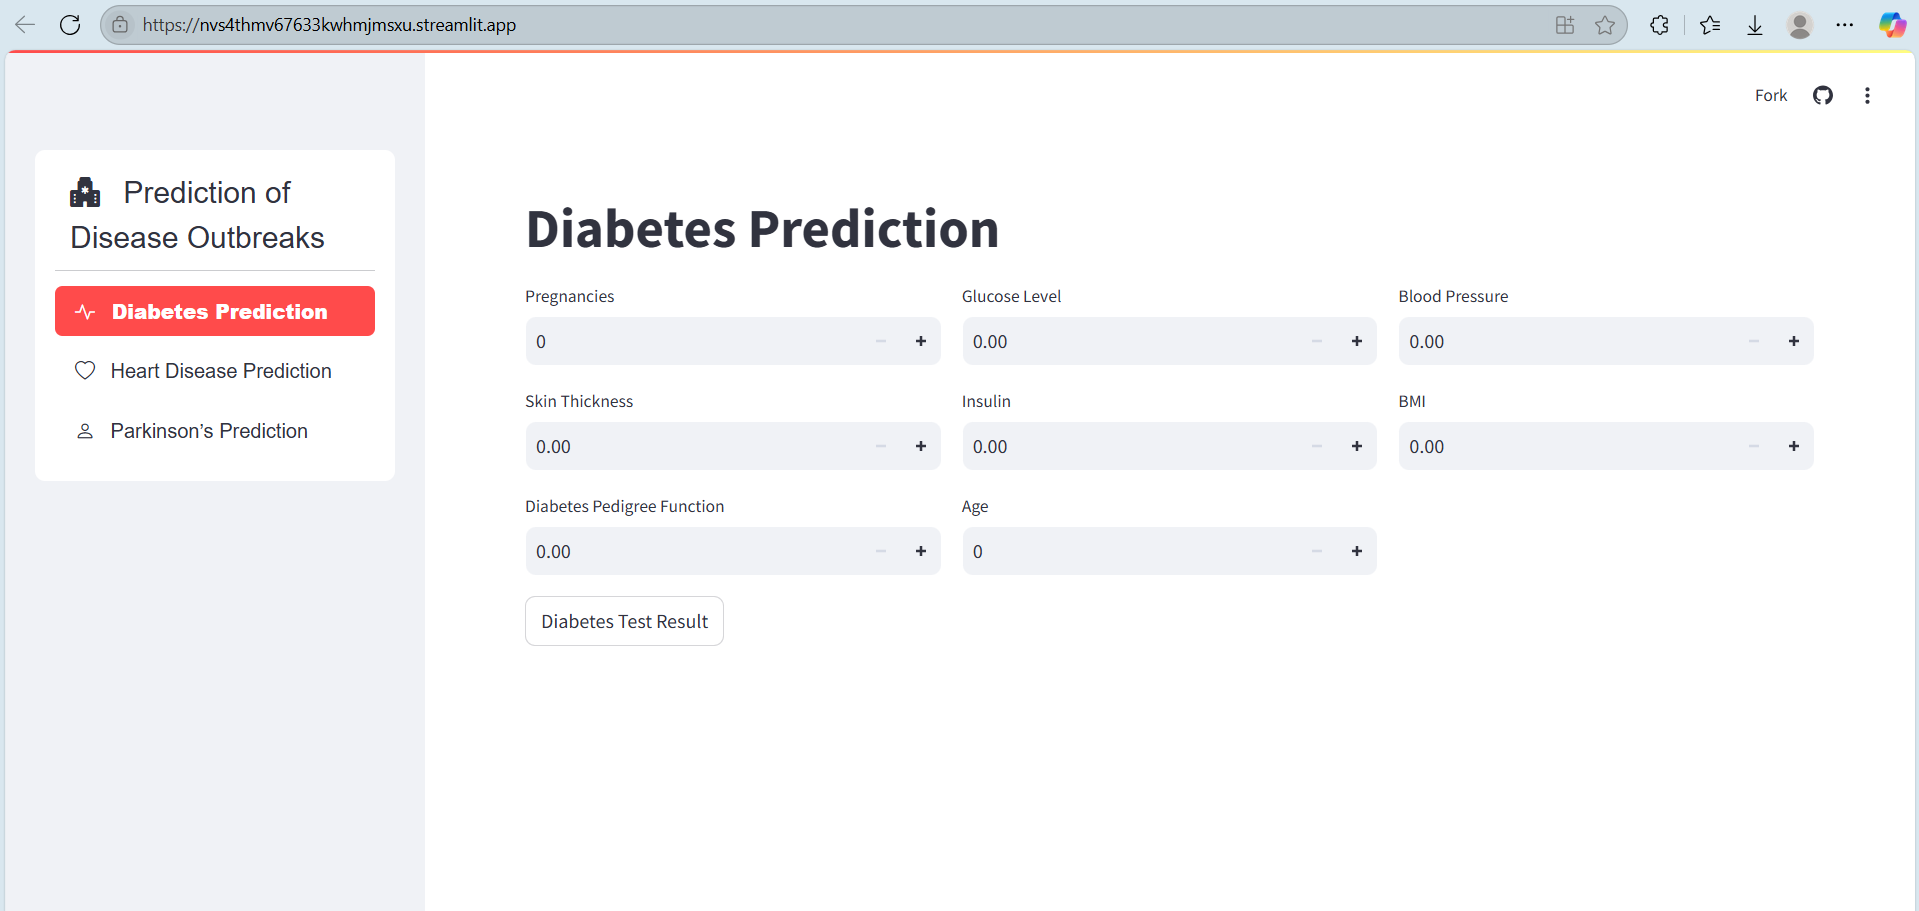 https://nvs4thmv67633kwhmjmsxu.streamlit.app
Fork
Prediction of
Disease Outbreaks
Diabetes Prediction
Heart Disease Prediction
Parkinson’s Prediction
Diabetes Prediction
Pregnancies
Glucose Level
Blood Pressure
0
0.00
0.00
Skin Thickness
Insulin
BMI
0.00
0.00
0.00
Diabetes Pedigree Function
Age
0.00
0
Diabetes Test Result